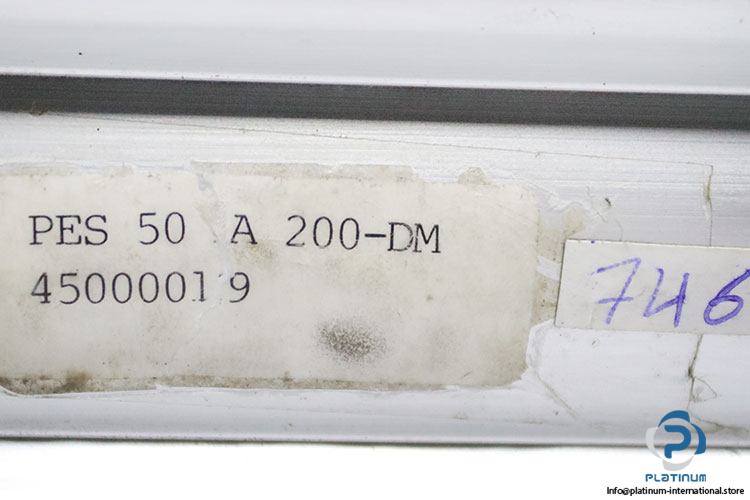 PES 50 A 200-DM
45000019
746
PLATINUM
Info@platinum-international.store